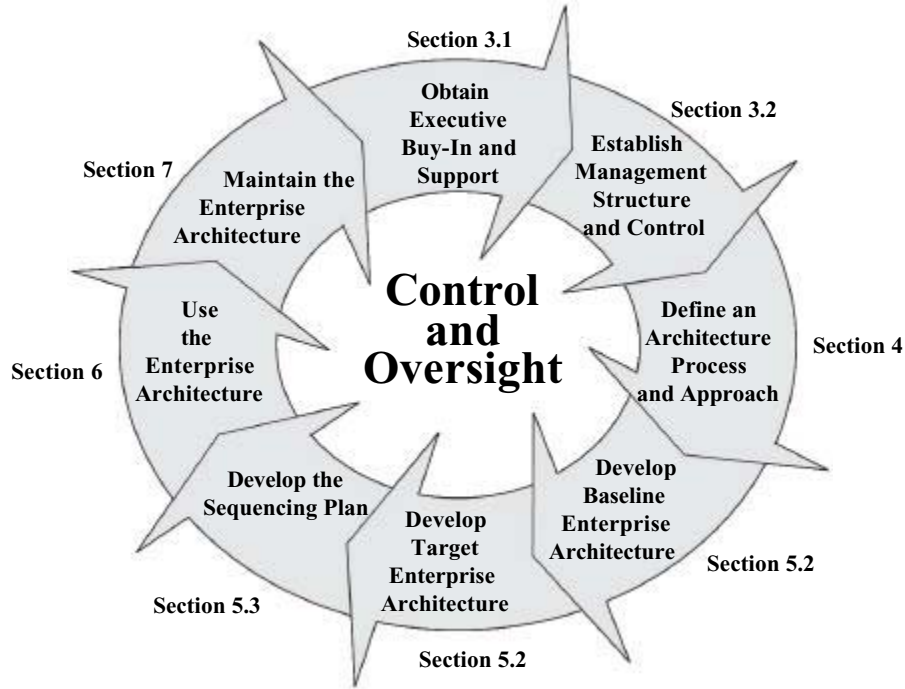 Section 3.1
Obtain
Executive
Buy-In and
Support
Section 3.2
Establish
Management
Structure
and Control
Section 4
Define an
Architecture
Process
and Approach
Section 5.2
Develop
Baseline
Enterprise
Architecture
Section 5.2
Develop
Target
Enterprise
Architecture
Section 5.3
Develop the
Sequencing Plan
Section 6
Use
the
Enterprise
Architecture
Section 7
Maintain the
Enterprise
Architecture
Control
and
Oversight